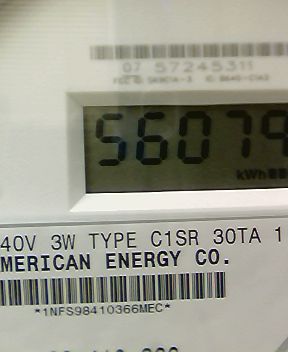 07 57245311
56079
kWh
40V 3W TYPE C1SR 30TA 1
MERICAN ENERGY CO.
*1NFS98410366MEC*